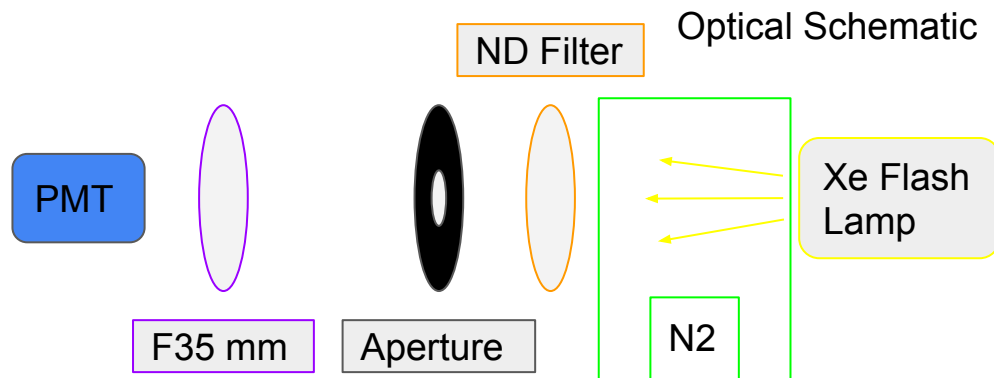 Optical Schematic
ND Filter
PMT
Xe Flash
Lamp
F35 mm
Aperture
N2